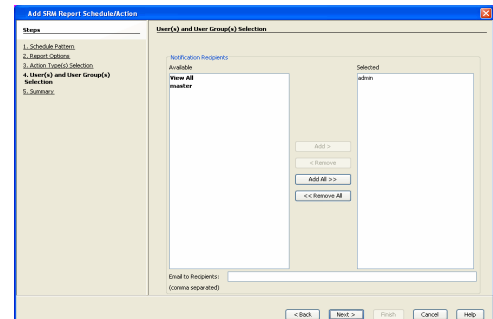 Add SRM Report Schedule/Action
Steps
1. Schedule Pattern
2. Report Options
3. Action Type(s) Selection
4. User(s) and User Group(s)
Selection
5. Summary
User(s) and User Group(s) Selection
Notification Recipients
Available
View All
master
Selected
admin
Add >
< Remove
Add All >>
<< Remove All
Email to Recipients:
(comma separated)
< Back
Next >
Finish
Cancel
Help